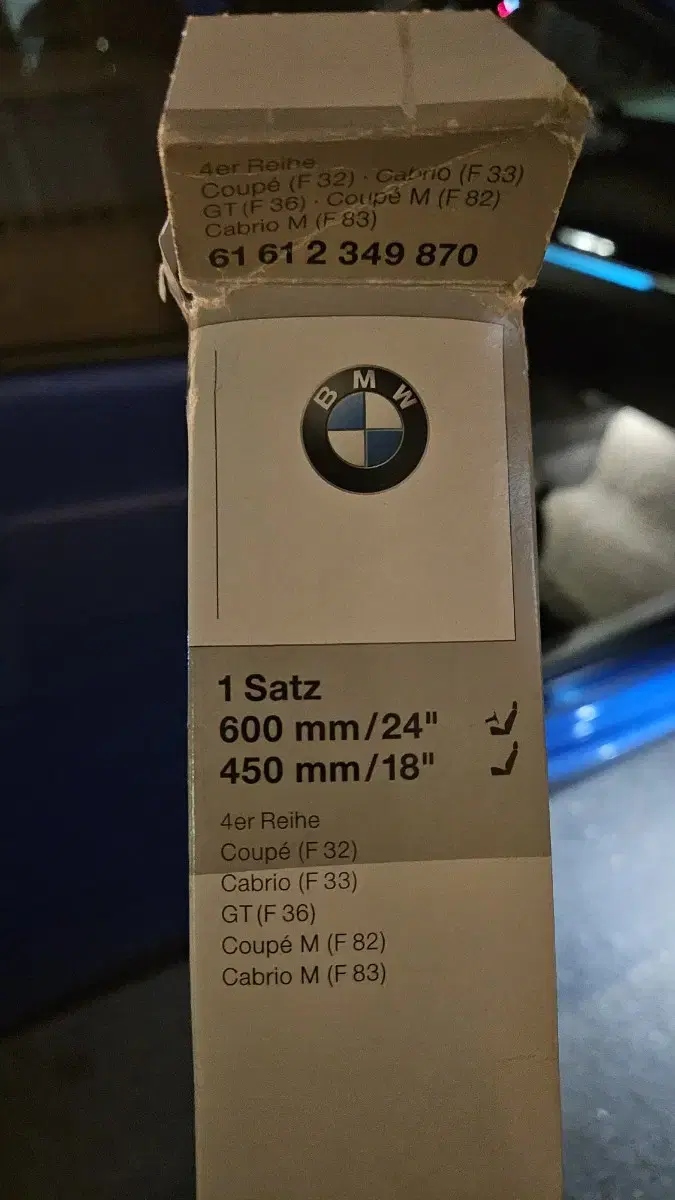 4er Reihe
Coupé (F 32) · Cabrio (F 33)
GT (F 36) · Coupé M (F 82)
Cabrio M (F 83)
61 61 2 349 870
BMW
1 Satz
600 mm/24"
450 mm/18"
4er Reihe
Coupé (F 32)
Cabrio (F 33)
GT (F 36)
Coupé M (F 82)
Cabrio M (F 83)